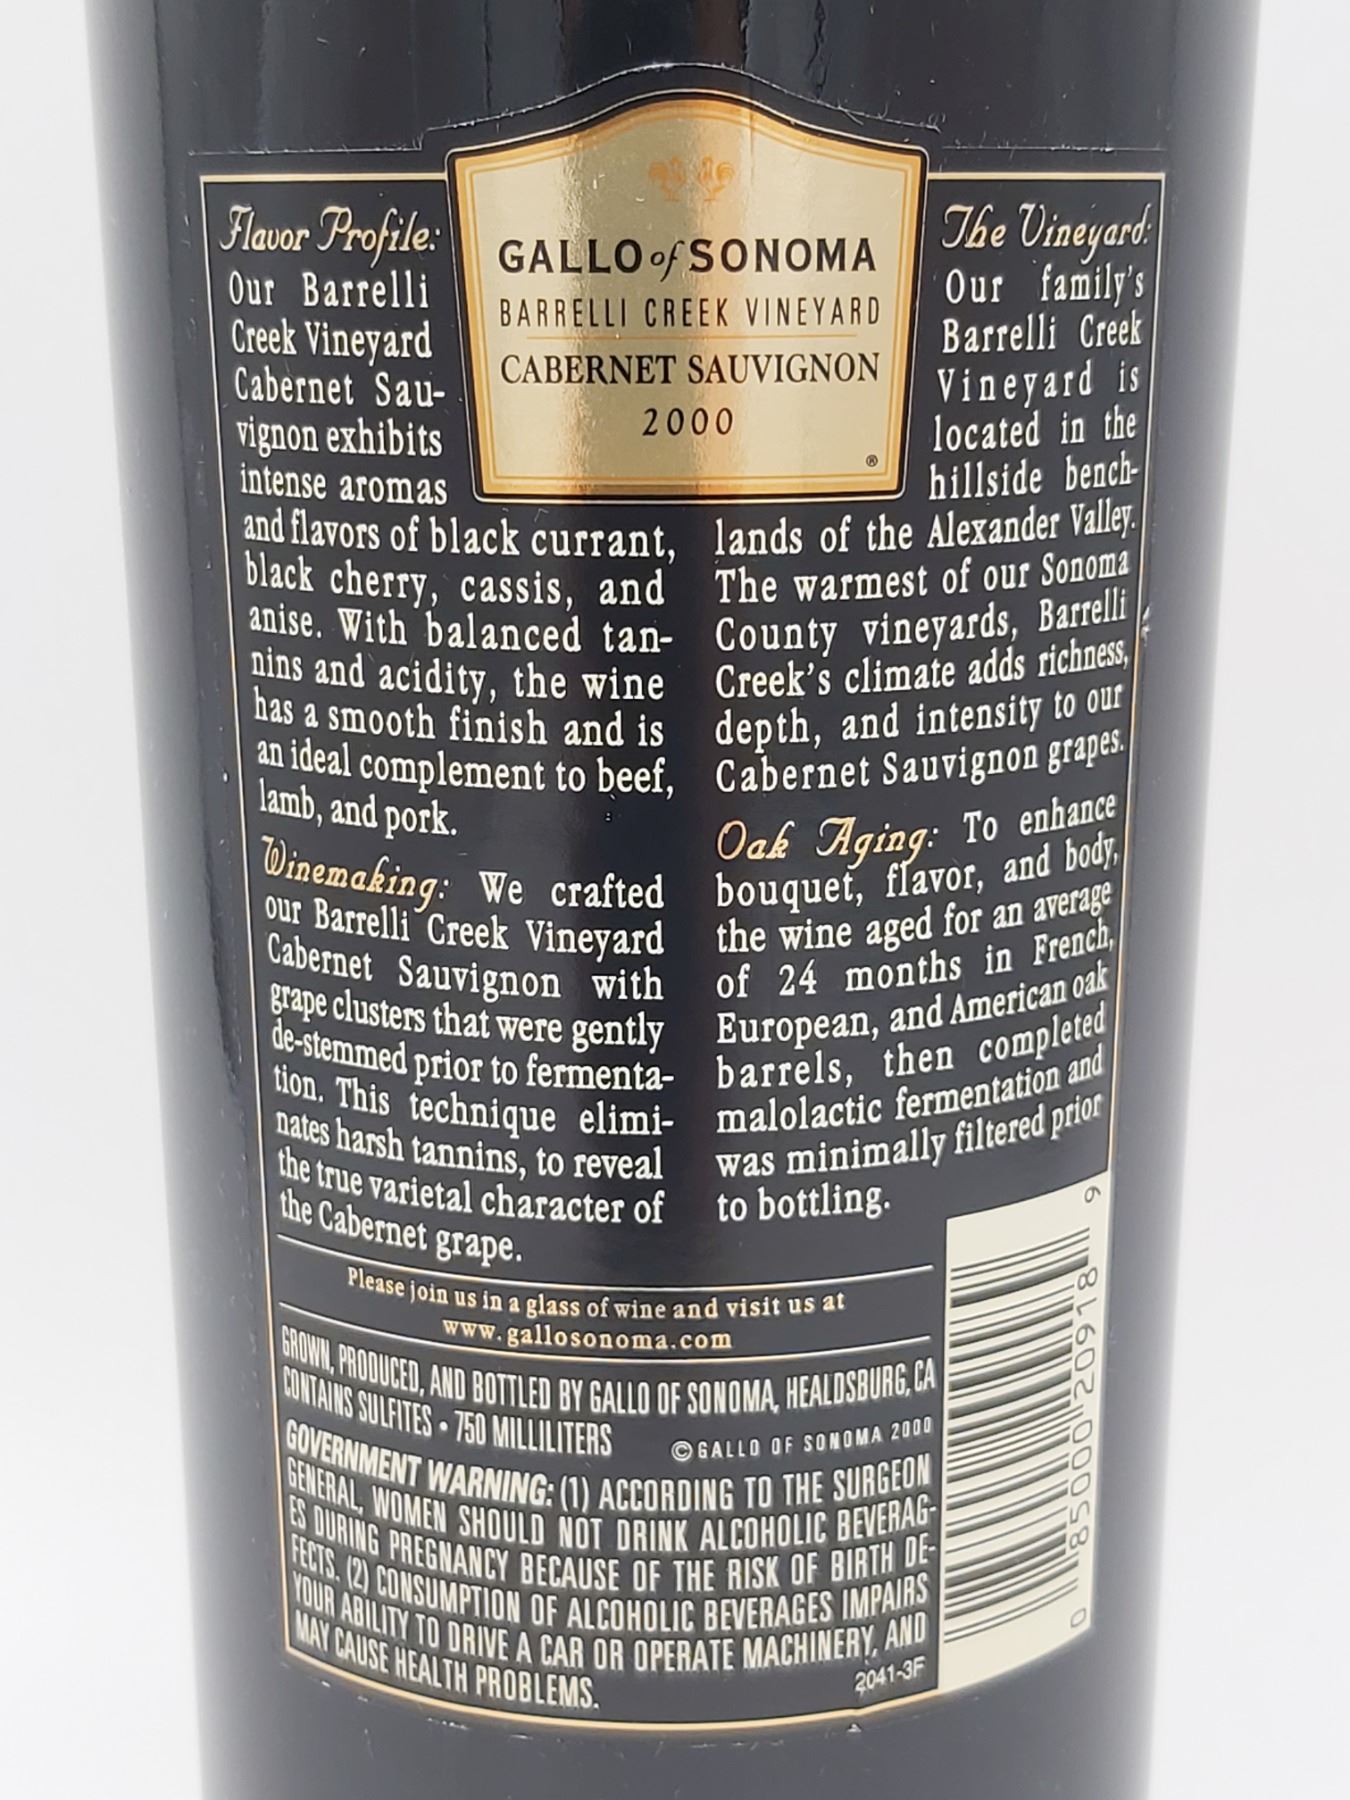 GALLO of SONOMA
BARRELLI CREEK VINEYARD
CABERNET SAUVIGNON
2000
®
Flavor Profile:
Our Barrelli
Creek Vineyard
Cabernet Sau-
vignon exhibits
intense aromas
and flavors of black currant,
black cherry, cassis, and
anise. With balanced tan-
nins and acidity, the wine
has a smooth finish and is
an ideal complement to beef,
lamb, and pork.
Winemaking: We crafted
our Barrelli Creek Vineyard
Cabernet Sauvignon with
grape clusters that were gently
de-stemmed prior to fermenta-
tion. This technique elimi-
nates harsh tannins, to reveal
the true varietal character of
the Cabernet grape.
The Vineyard:
Our family's
Barrelli Creek
Vineyard is
located in the
hillside bench-
lands of the Alexander Valley.
The warmest of our Sonoma
County vineyards, Barrelli
Creek's climate adds richness,
depth, and intensity to our
Cabernet Sauvignon grapes.
Oak Aging: To enhance
bouquet, flavor, and body,
the wine aged for an average
of 24 months in French,
European, and American oak
barrels, then completed
malolactic fermentation and
was minimally filtered prior
to bottling.
Please join us in a glass of wine and visit us at
www.gallosonoma.com
GROWN, PRODUCED, AND BOTTLED BY GALLO OF SONOMA, HEALDSBURG, CA
CONTAINS SULFITES • 750 MILLILITERS
© GALLO OF SONOMA 2000
GOVERNMENT WARNING: (1) ACCORDING TO THE SURGEON
GENERAL, WOMEN SHOULD NOT DRINK ALCOHOLIC BEVERAG-
ES DURING PREGNANCY BECAUSE OF THE RISK OF BIRTH DE-
FECTS. (2) CONSUMPTION OF ALCOHOLIC BEVERAGES IMPAIRS
YOUR ABILITY TO DRIVE A CAR OR OPERATE MACHINERY, AND
MAY CAUSE HEALTH PROBLEMS.
2041-3F
0 85000 20918 9